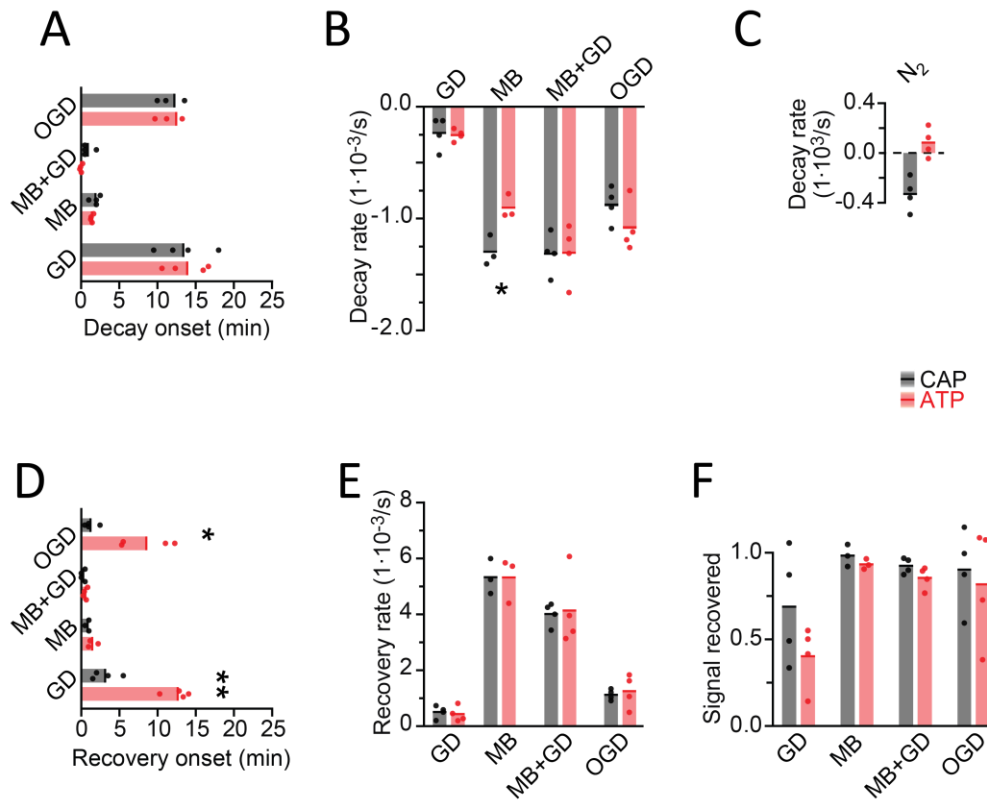 A
OGD
MB+GD
MB
GD
0 5 10 15 20 25
Decay onset (min)
B
GD MB MB+GD OGD
0.0
-1.0
-2.0
Decay rate (1·10⁻³/s)
*
C
N₂
0.4
0.0
-0.4
Decay rate
(1·10³/s)
CAP
ATP
D
OGD
MB+GD
MB
GD
*
**
0 5 10 15 20 25
Recovery onset (min)
E
8
6
4
2
0
Recovery rate (1·10⁻³/s)
GD MB MB+GD OGD
F
1.0
0.5
0.0
Signal recovered
GD MB MB+GD OGD